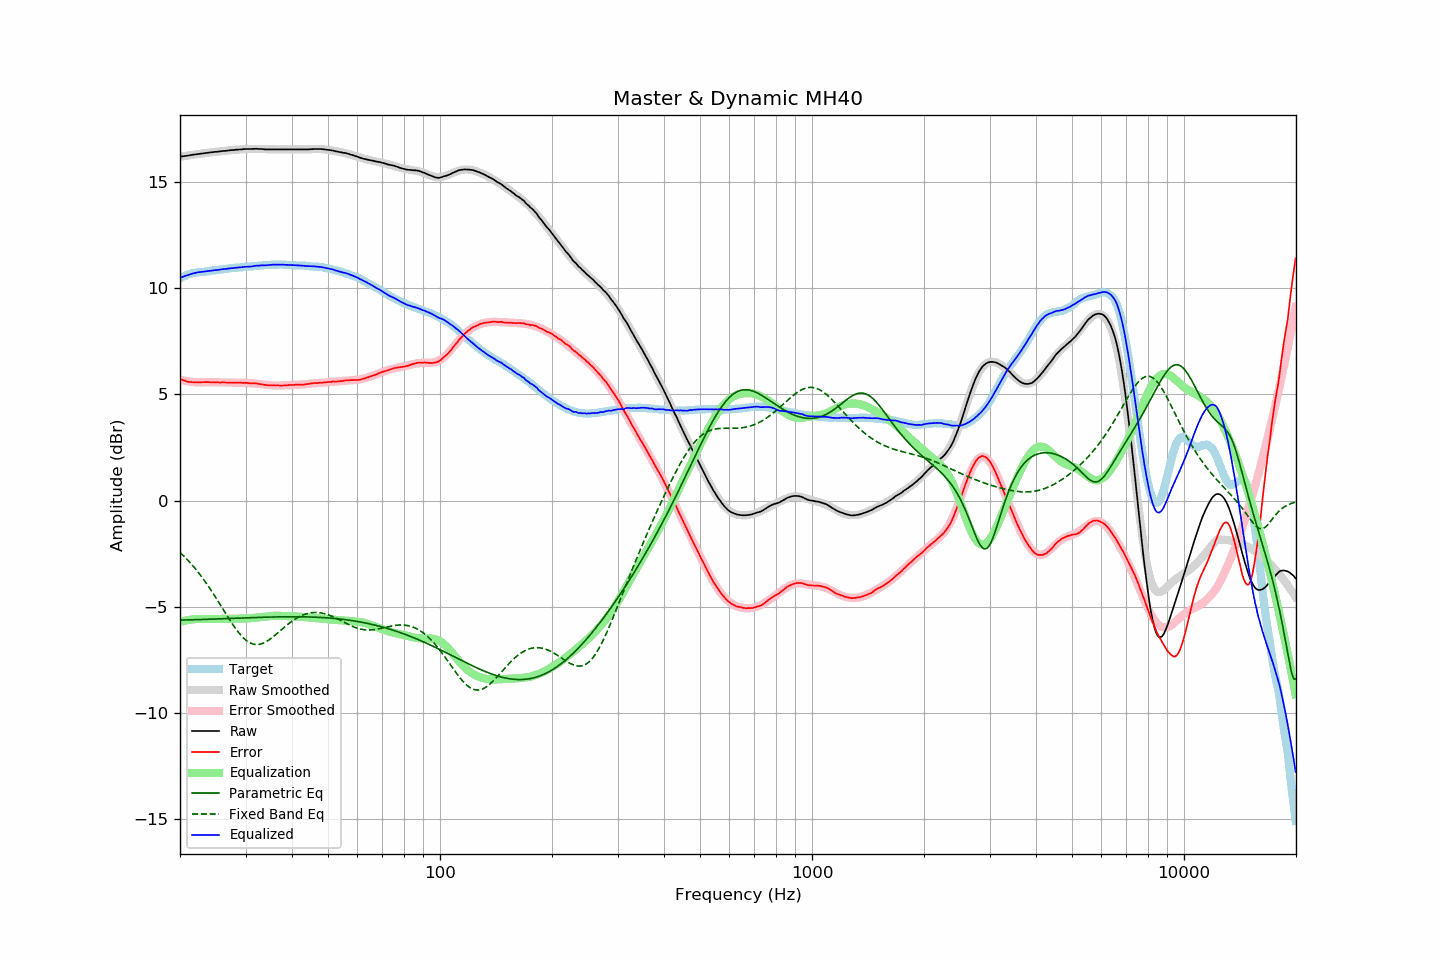 Master & Dynamic MH40
Amplitude (dBr)
15
10
5
0
−5
−10
−15
Target
Raw Smoothed
Error Smoothed
Raw
Error
Equalization
Parametric Eq
Fixed Band Eq
Equalized
100 1000 10000
Frequency (Hz)